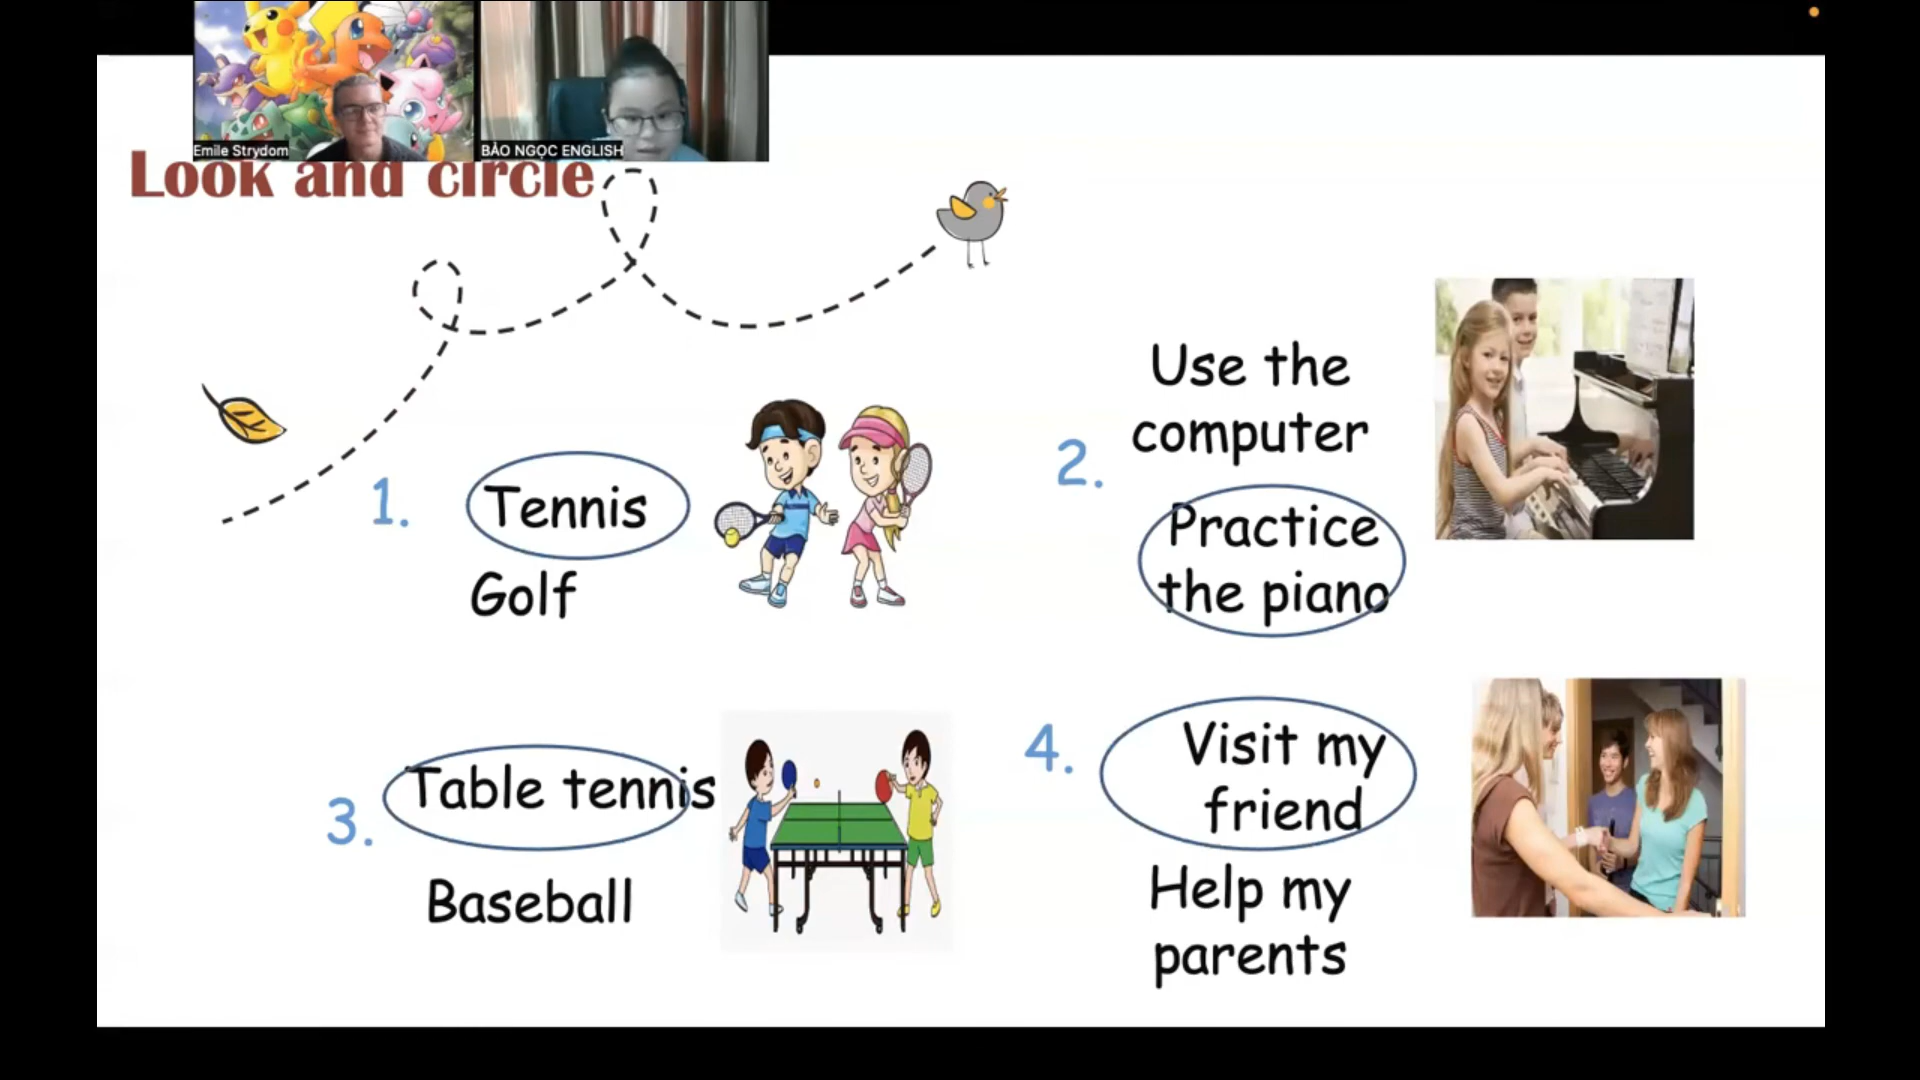 Emile Strydom
BẢO NGỌC ENGLISH
Look and circle
1.
Tennis
Golf
2.
Use the
computer
Practice
the piano
3.
Table tennis
Baseball
4.
Visit my
friend
Help my
parents